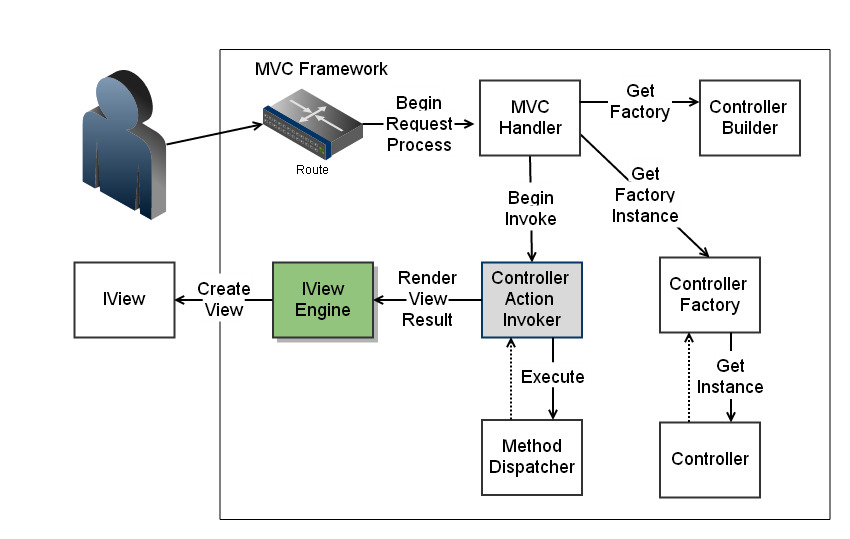 MVC Framework
Route
Begin
Request
Process
MVC
Handler
Get
Factory
Controller
Builder
Get
Factory
Instance
Begin
Invoke
IView
Create
View
IView
Engine
Render
View
Result
Controller
Action
Invoker
Controller
Factory
Execute
Get
Instance
Method
Dispatcher
Controller